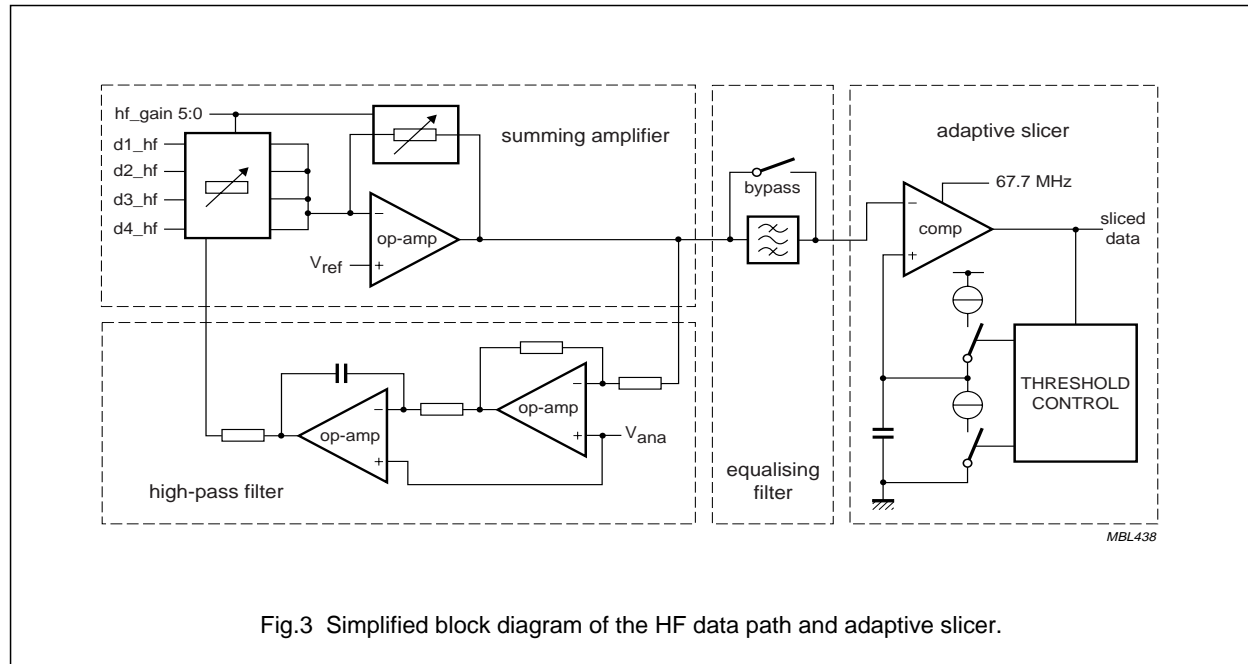 hf_gain 5:0
d1_hf
d2_hf
d3_hf
d4_hf
summing amplifier
−
op-amp
Vref
+
bypass
adaptive slicer
67.7 MHz
−
comp
+
sliced
data
THRESHOLD
CONTROL
−
op-amp
+
−
op-amp
+
Vana
high-pass filter
equalising
filter
MBL438
Fig.3 Simplified block diagram of the HF data path and adaptive slicer.